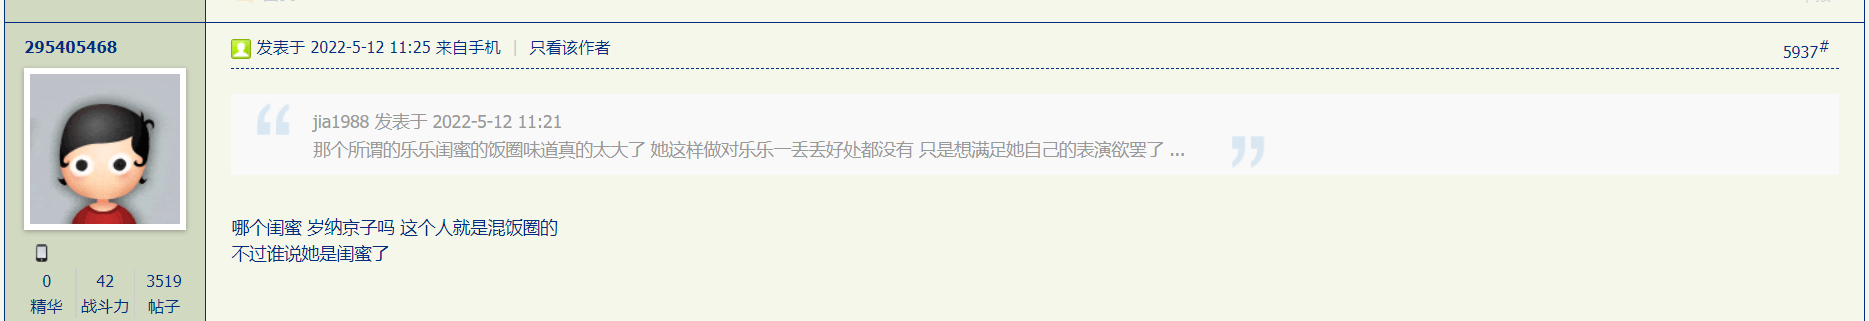 295405468
发表于 2022-5-12 11:25 来自手机 | 只看该作者
5937#
jia1988 发表于 2022-5-12 11:21
那个所谓的乐乐闺蜜的饭圈味道真的太大了 她这样做对乐乐一丢丢好处都没有 只是想满足她自己的表演欲罢了 ...
哪个闺蜜 岁纳京子吗 这个人就是混饭圈的
不过谁说她是闺蜜了
0 42 3519
精华 战斗力 帖子